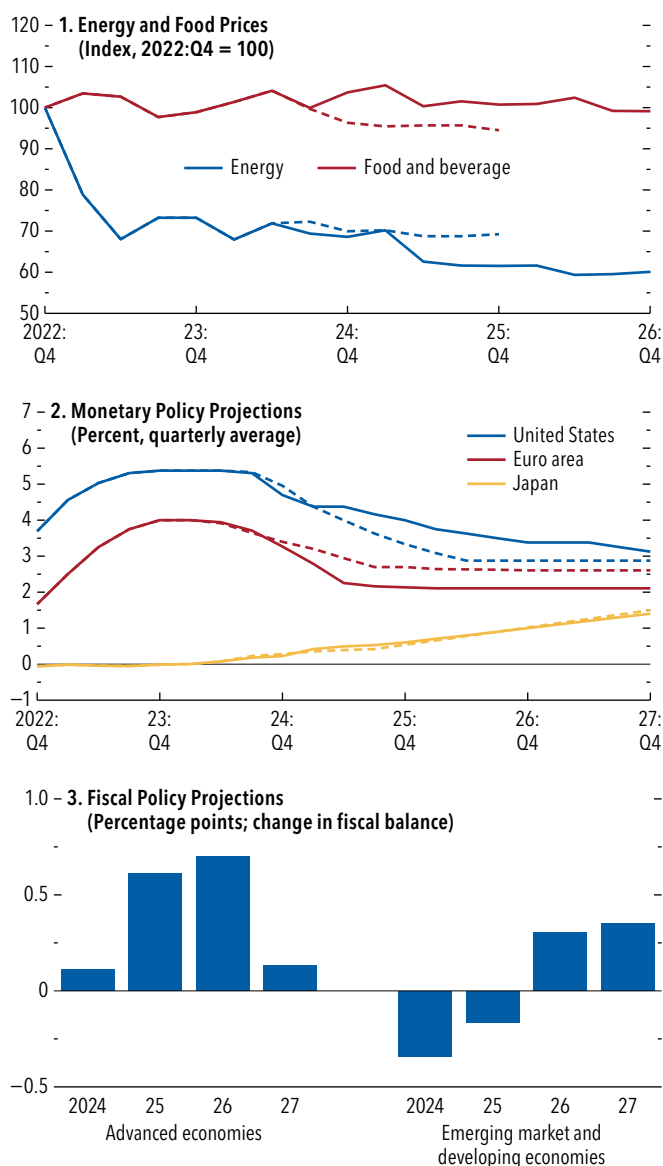 1. Energy and Food Prices
(Index, 2022:Q4 = 100)
120
110
100
90
80
70
60
50
Energy
Food and beverage
2022:
Q4
23:
Q4
24:
Q4
25:
Q4
26:
Q4
2. Monetary Policy Projections
(Percent, quarterly average)
7
6
5
4
3
2
1
0
−1
United States
Euro area
Japan
2022:
Q4
23:
Q4
24:
Q4
25:
Q4
26:
Q4
27:
Q4
3. Fiscal Policy Projections
(Percentage points; change in fiscal balance)
1.0
0.5
0
−0.5
2024 25 26 27
Advanced economies
2024 25 26 27
Emerging market and
developing economies